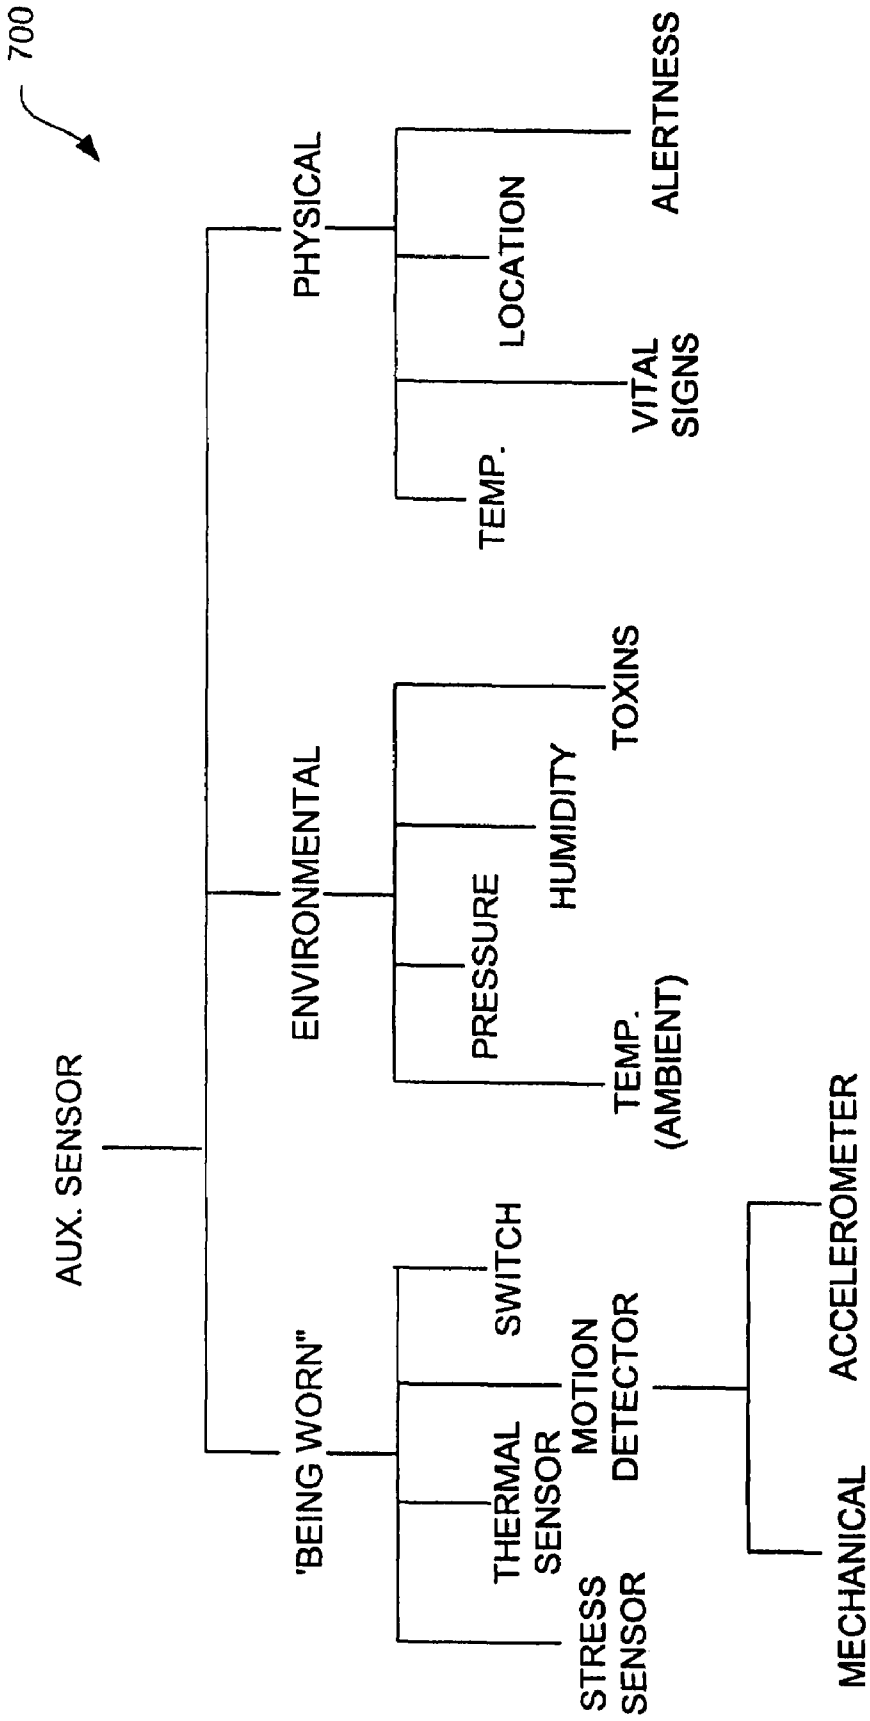 700
AUX. SENSOR
'BEING WORN"
ENVIRONMENTAL
PHYSICAL
STRESS
SENSOR
THERMAL
SENSOR
MOTION
DETECTOR
SWITCH
MECHANICAL
ACCELEROMETER
TEMP.
(AMBIENT)
PRESSURE
HUMIDITY
TOXINS
TEMP.
VITAL
SIGNS
LOCATION
ALERTNESS